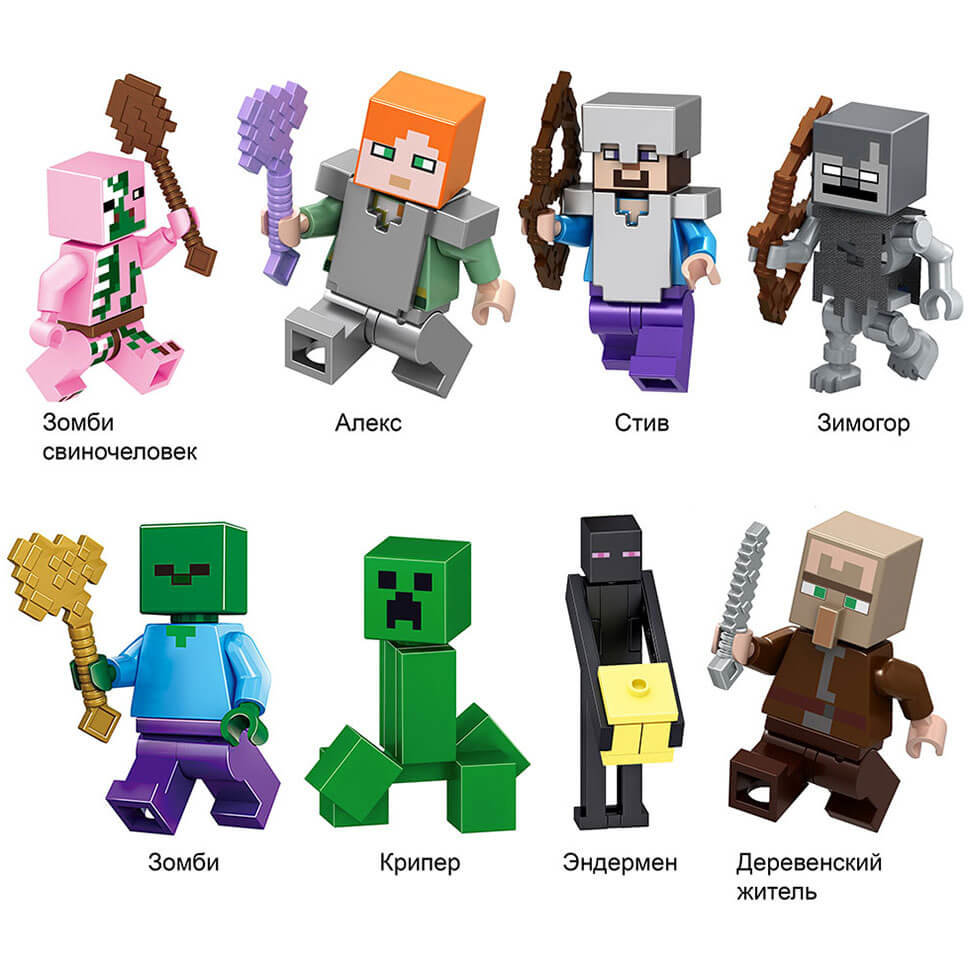 Зомби
свиночеловек
Алекс
Стив
Зимогор
Зомби
Крипер
Эндермен
Деревенский
житель